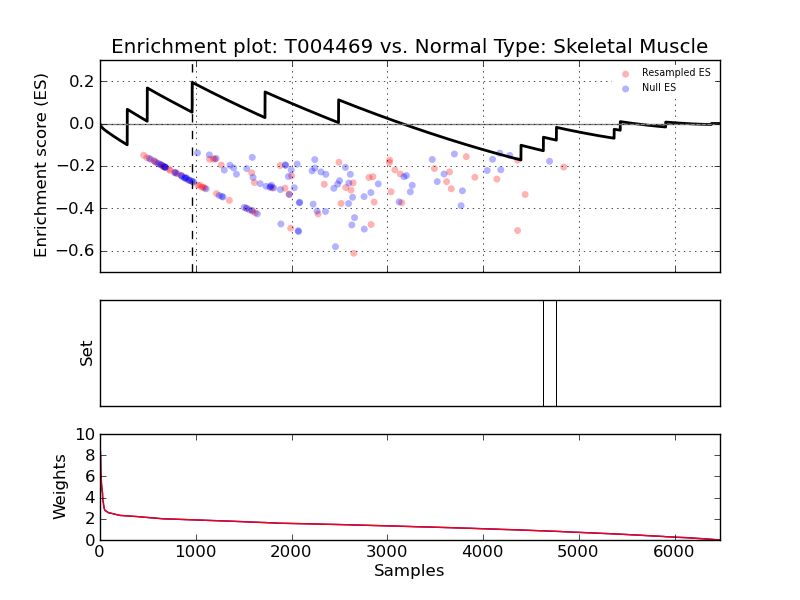 Enrichment plot: T004469 vs. Normal Type: Skeletal Muscle
Enrichment score (ES)
0.2
0.0
−0.2
−0.4
−0.6
Resampled ES
Null ES
Set
Weights
10
8
6
4
2
0
0 1000 2000 3000 4000 5000 6000
Samples